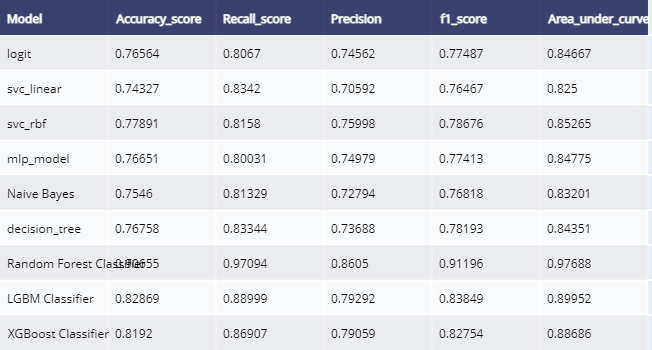 Model Accuracy_score Recall_score Precision f1_score Area_under_curve
logit 0.76564 0.8067 0.74562 0.77487 0.84667
svc_linear 0.74327 0.8342 0.70592 0.76467 0.825
svc_rbf 0.77891 0.8158 0.75998 0.78676 0.85265
mlp_model 0.76651 0.80031 0.74979 0.77413 0.84775
Naive Bayes 0.7546 0.81329 0.72794 0.76818 0.83201
decision_tree 0.76758 0.83344 0.73688 0.78193 0.84351
Random Forest Classifier 0.90655 0.97094 0.8605 0.91196 0.97688
LGBM Classifier 0.82869 0.88999 0.79292 0.83849 0.89952
XGBoost Classifier 0.8192 0.86907 0.79059 0.82754 0.88686